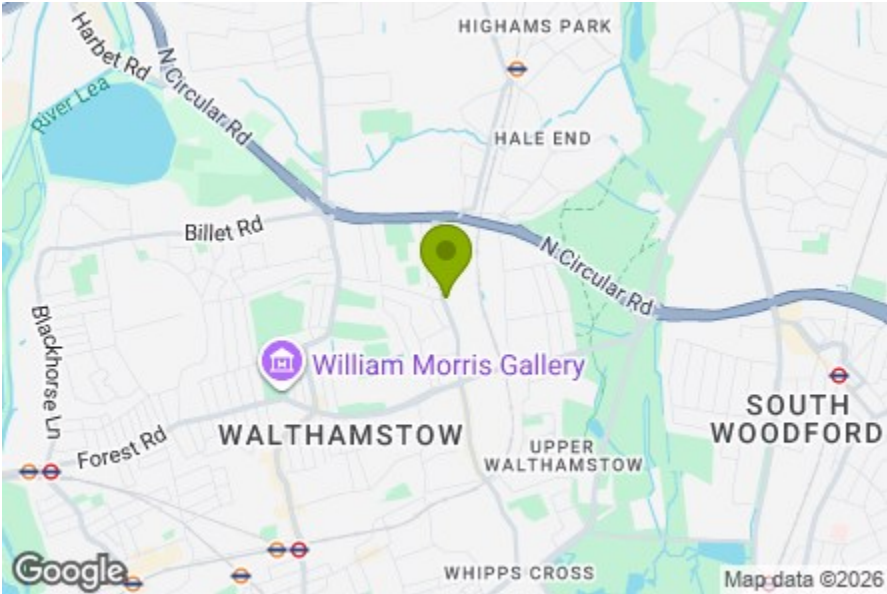 HIGHAMS PARK
Harbet Rd
N Circular Rd
River Lea
HALE END
Billet Rd
N Circular Rd
Blackhorse Ln
William Morris Gallery
SOUTH
WOODFORD
WALTHAMSTOW
Forest Rd
UPPER
WALTHAMSTOW
WHIPPS CROSS
Google
Map data ©2026